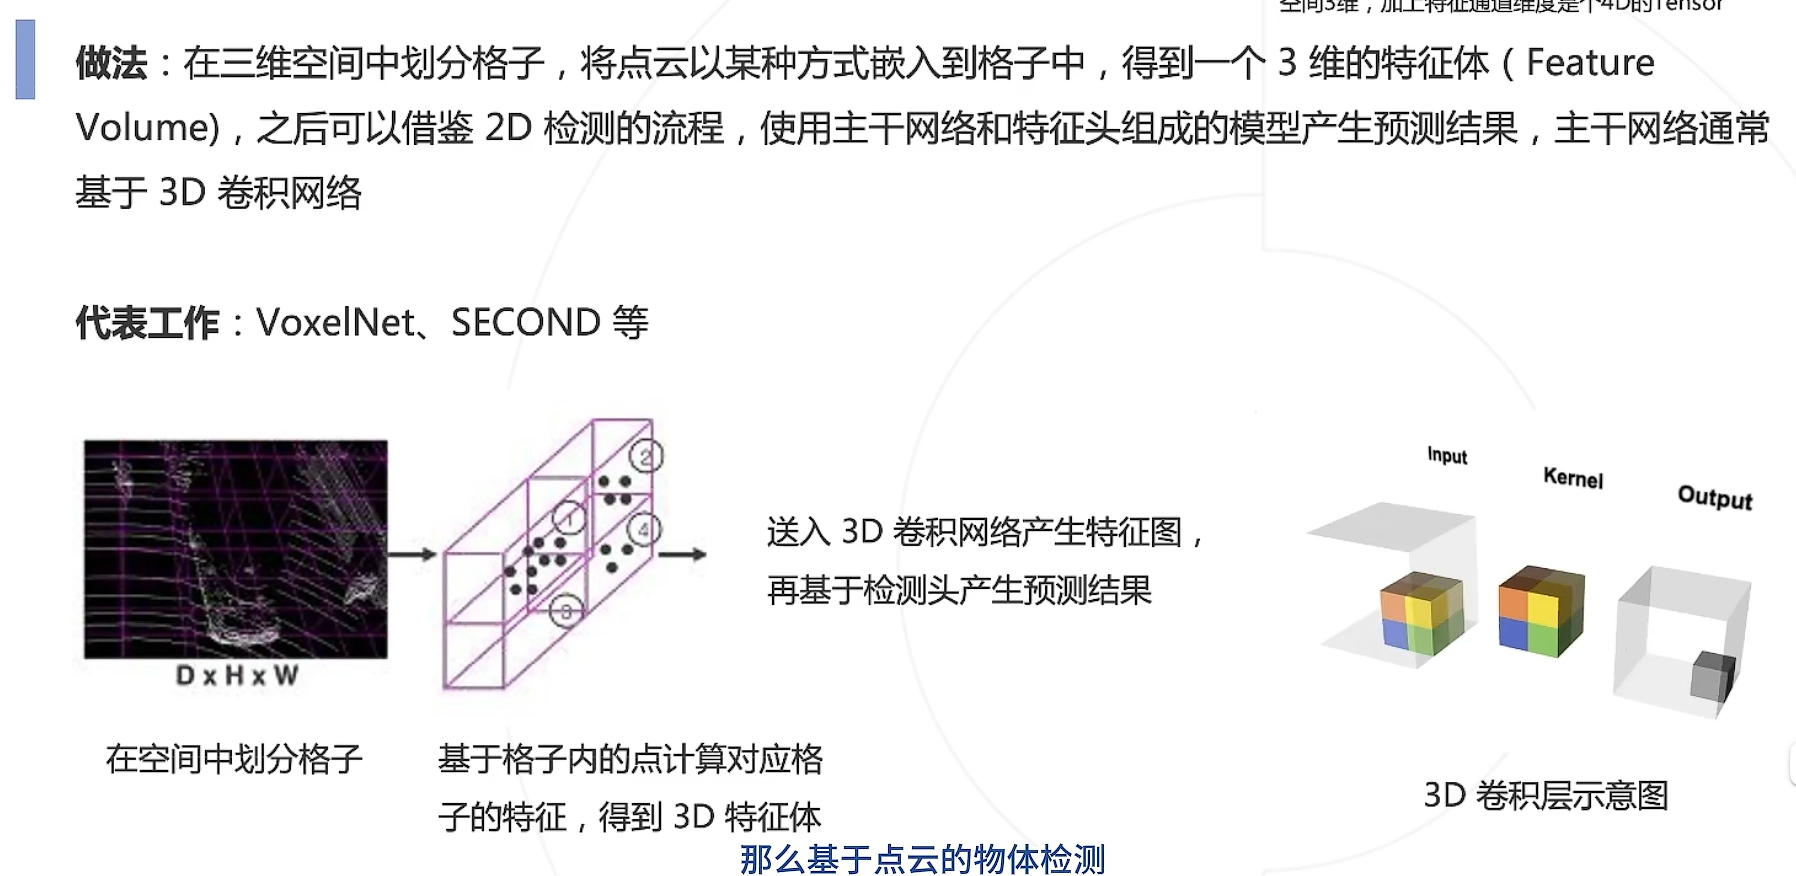 空间3维，加上特征通道维度是个4D的Tensor
做法：在三维空间中划分格子，将点云以某种方式嵌入到格子中，得到一个 3 维的特征体（Feature
Volume)，之后可以借鉴 2D 检测的流程，使用主干网络和特征头组成的模型产生预测结果，主干网络通常
基于 3D 卷积网络
代表工作：VoxelNet、SECOND 等
Input
Kernel
Output
②
①
④
③
送入 3D 卷积网络产生特征图，
再基于检测头产生预测结果
D x H x W
在空间中划分格子
基于格子内的点计算对应格
子的特征，得到 3D 特征体
3D 卷积层示意图
那么基于点云的物体检测